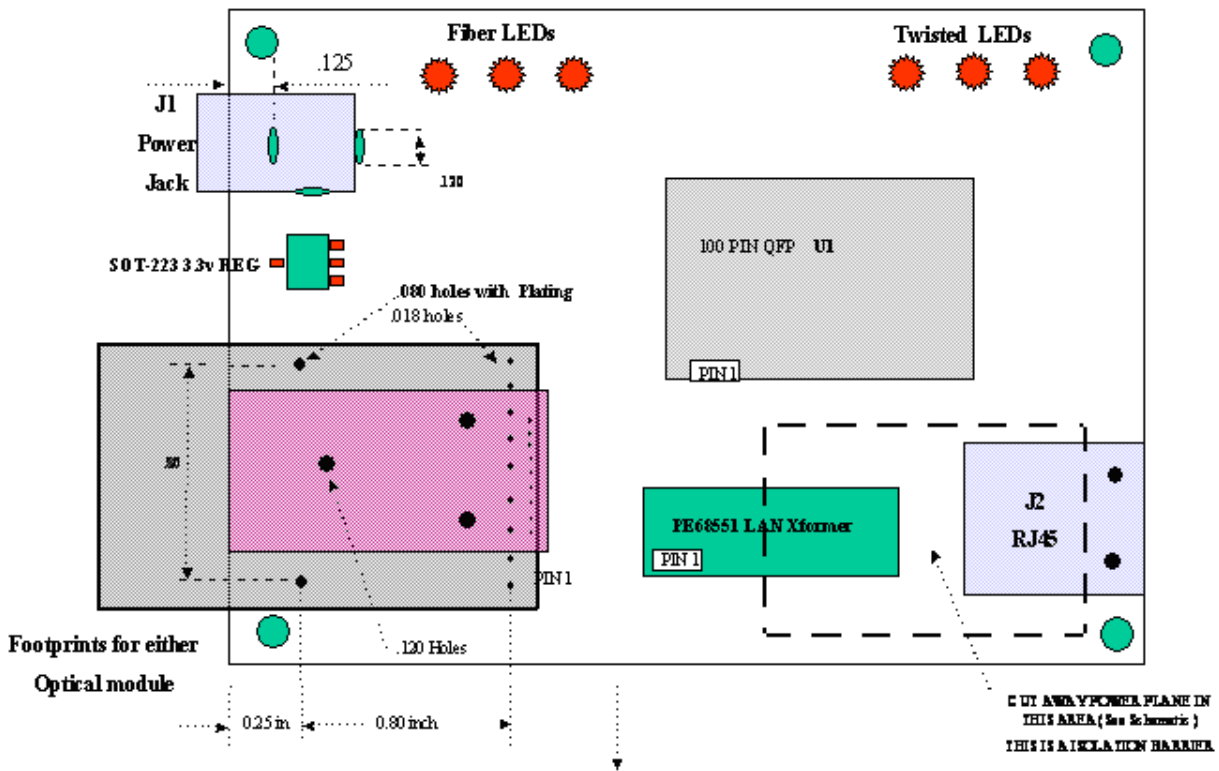 Fiber LEDs
Twisted LEDs
.125
J1
Power
Jack
100 PIN QFP U1
SOT-223 3.3v REG
.080 holes with Plating
.018 holes
PIN 1
.80
J2
RJ45
PE68551 LAN Xformer
PIN 1
PIN 1
Footprints for either
Optical module
.120 Holes
0.25 in
0.80 inch
CUT AWAY POWER PLANE IN
THIS AREA ( See Schematic )
THIS IS A ISOLATION BARRIER